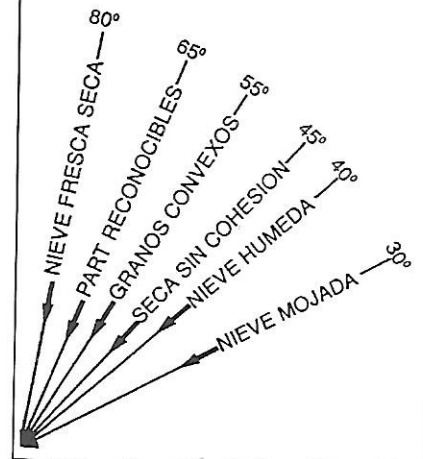 80º
NIEVE FRESCA SECA
65º
PART RECONOCIBLES
55º
GRANOS CONVEXOS
45º
SECA SIN COHESION
40º
NIEVE HUMEDA
30º
NIEVE MOJADA